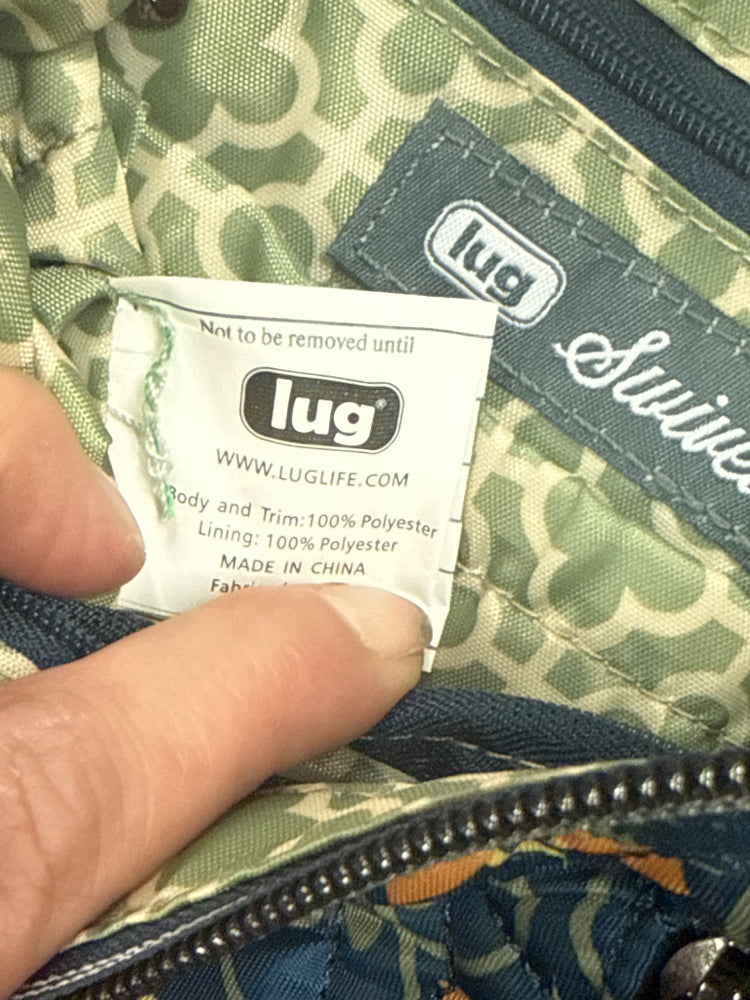 Not to be removed until
lug®
WWW.LUGLIFE.COM
Body and Trim:100% Polyester
Lining: 100% Polyester
MADE IN CHINA
lug